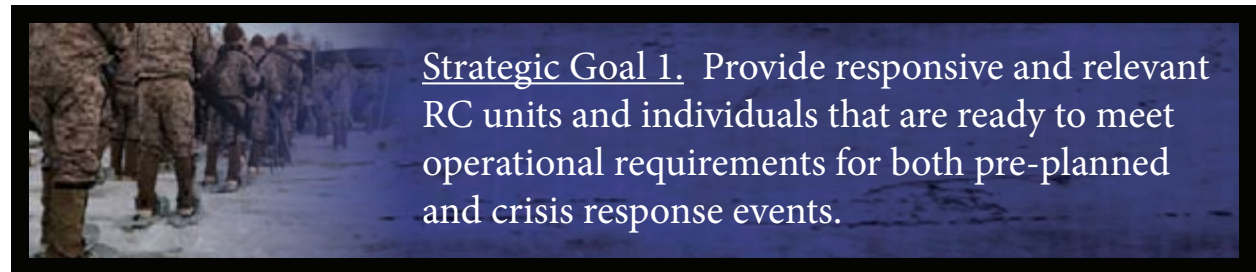 Strategic Goal 1. Provide responsive and relevant
RC units and individuals that are ready to meet
operational requirements for both pre-planned
and crisis response events.